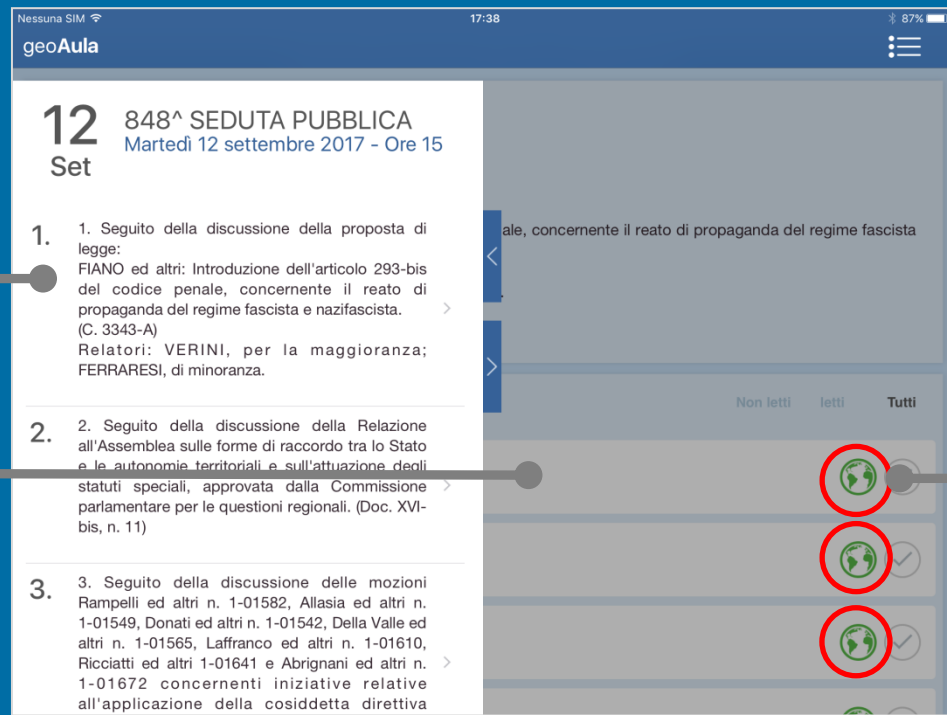 Nessuna SIM 17:38 87%
geoAula
12 Set
848^ SEDUTA PUBBLICA
Martedì 12 settembre 2017 - Ore 15
1.
1. Seguito della discussione della proposta di
legge:
FIANO ed altri: Introduzione dell'articolo 293-bis
del codice penale, concernente il reato di
propaganda del regime fascista e nazifascista.
(C. 3343-A)
Relatori: VERINI, per la maggioranza;
FERRARESI, di minoranza.
2.
2. Seguito della discussione della Relazione
all'Assemblea sulle forme di raccordo tra lo Stato
e le autonomie territoriali e sull'attuazione degli
statuti speciali, approvata dalla Commissione
parlamentare per le questioni regionali. (Doc. XVI-
bis, n. 11)
3.
3. Seguito della discussione delle mozioni
Rampelli ed altri n. 1-01582, Allasia ed altri n.
1-01549, Donati ed altri n. 1-01542, Della Valle ed
altri n. 1-01565, Laffranco ed altri n. 1-01610,
Ricciatti ed altri 1-01641 e Abrignani ed altri n.
1-01672 concernenti iniziative relative
all'applicazione della cosiddetta direttiva
ale, concernente il reato di propaganda del regime fascista
Non letti letti Tutti